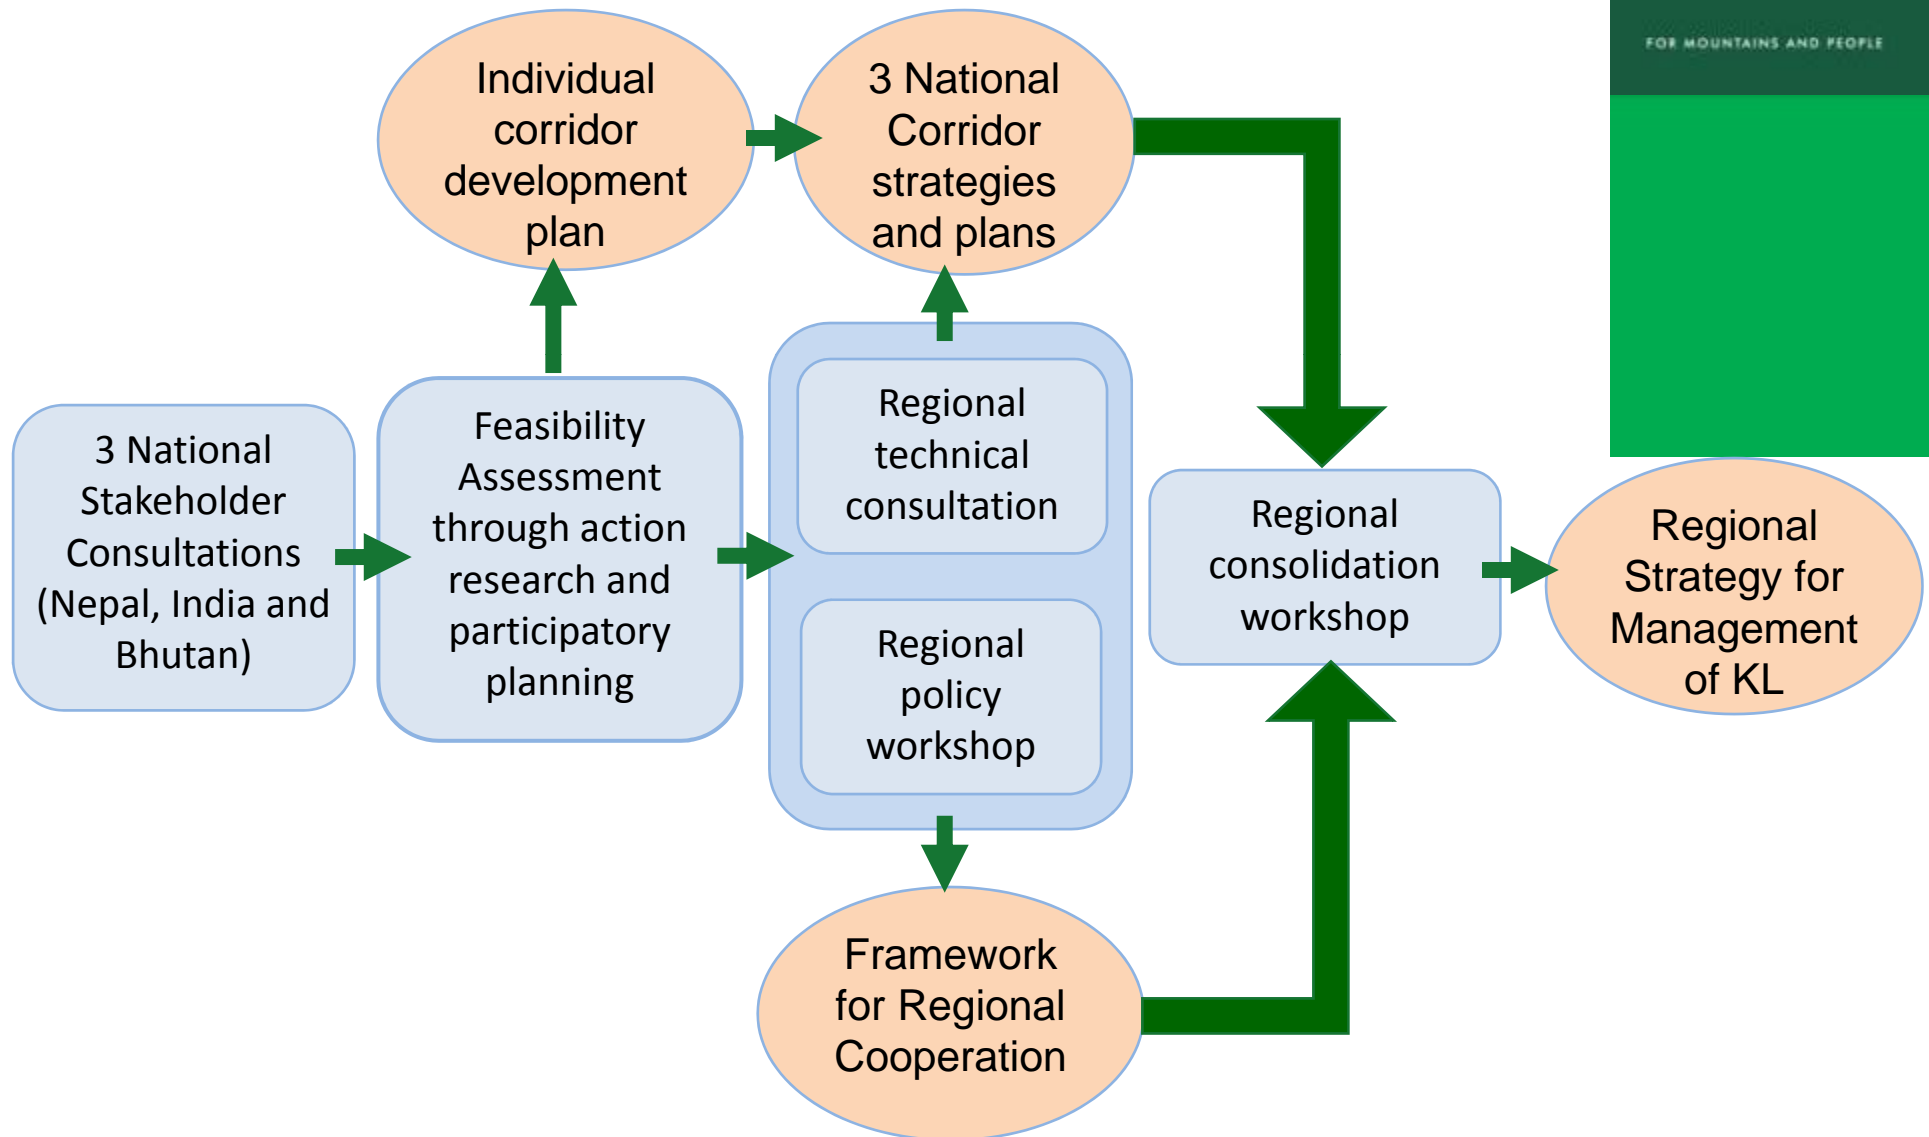 FOR MOUNTAINS AND PEOPLE
Individual
corridor
development
plan
3 National
Corridor
strategies
and plans
3 National
Stakeholder
Consultations
(Nepal, India and
Bhutan)
Feasibility
Assessment
through action
research and
participatory
planning
Regional
technical
consultation
Regional
policy
workshop
Regional
consolidation
workshop
Regional
Strategy for
Management
of KL
Framework
for Regional
Cooperation